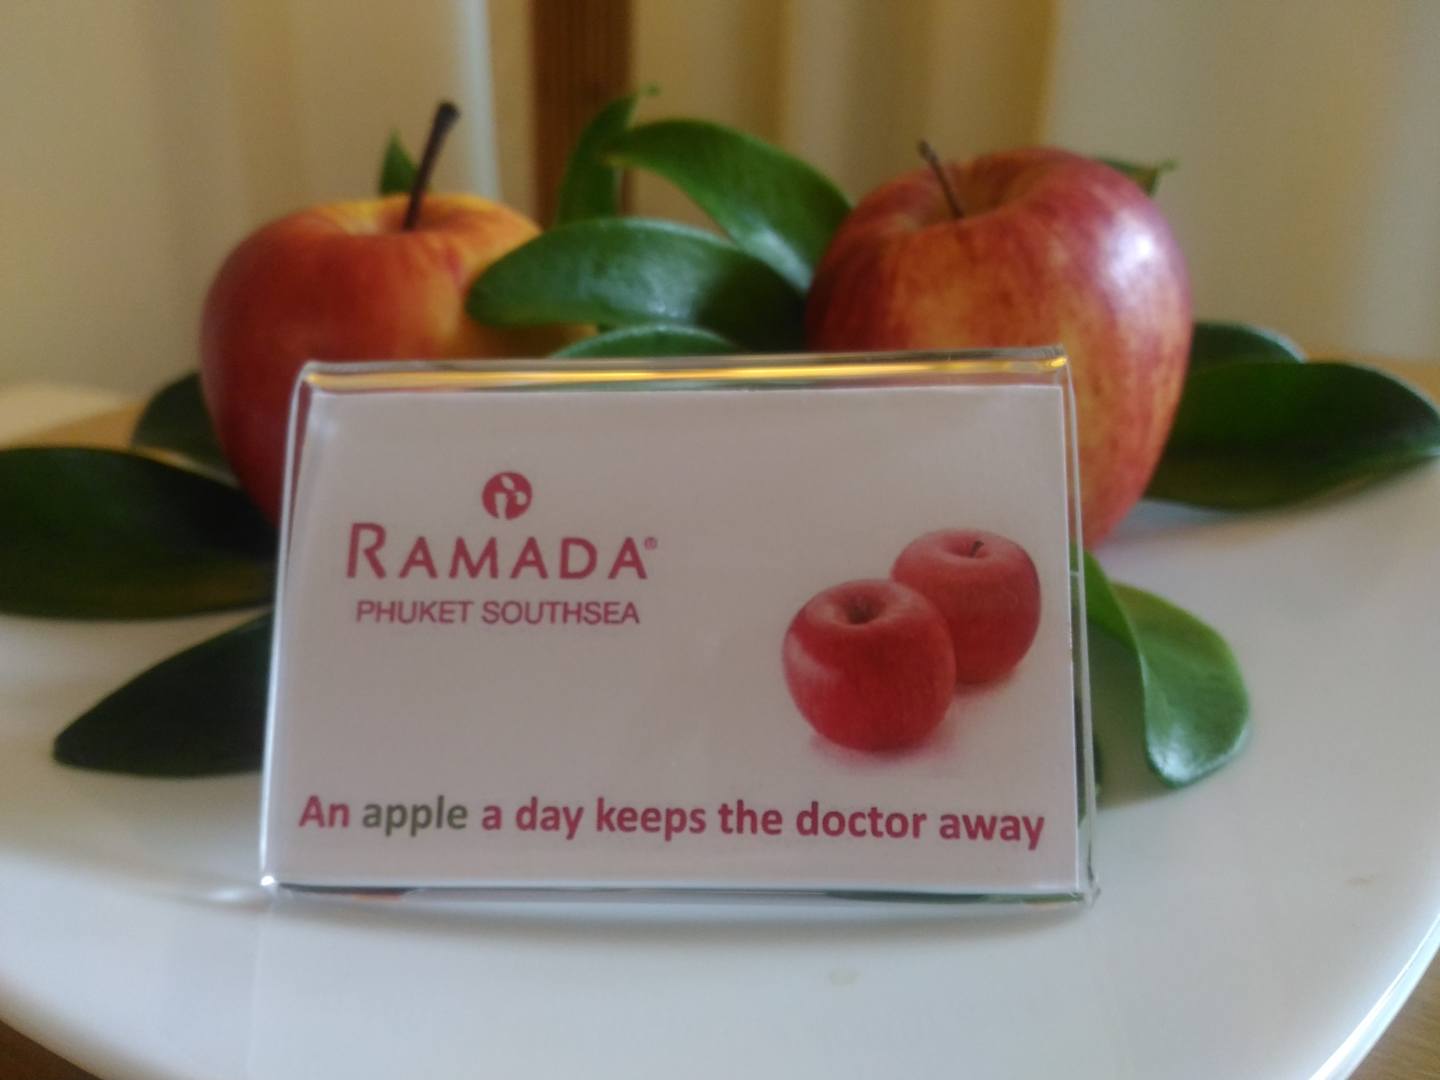 RAMADA®
PHUKET SOUTHSEA
An apple a day keeps the doctor away